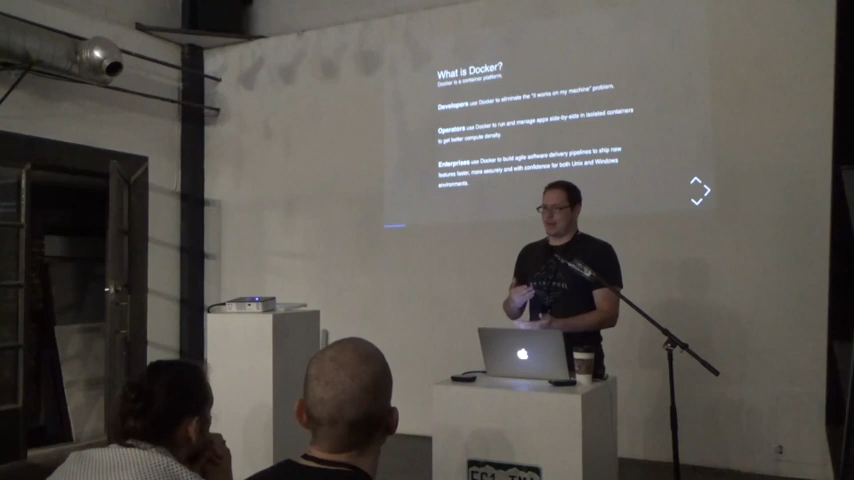 What is Docker?
Docker is a container platform.
Developers use Docker to eliminate the "it works on my machine" problem.
Operators use Docker to run and manage apps side-by-side in isolated containers
to get better compute density.
Enterprises use Docker to build agile software delivery pipelines to ship new
features faster, more securely and with confidence for both Unix and Windows
environments.